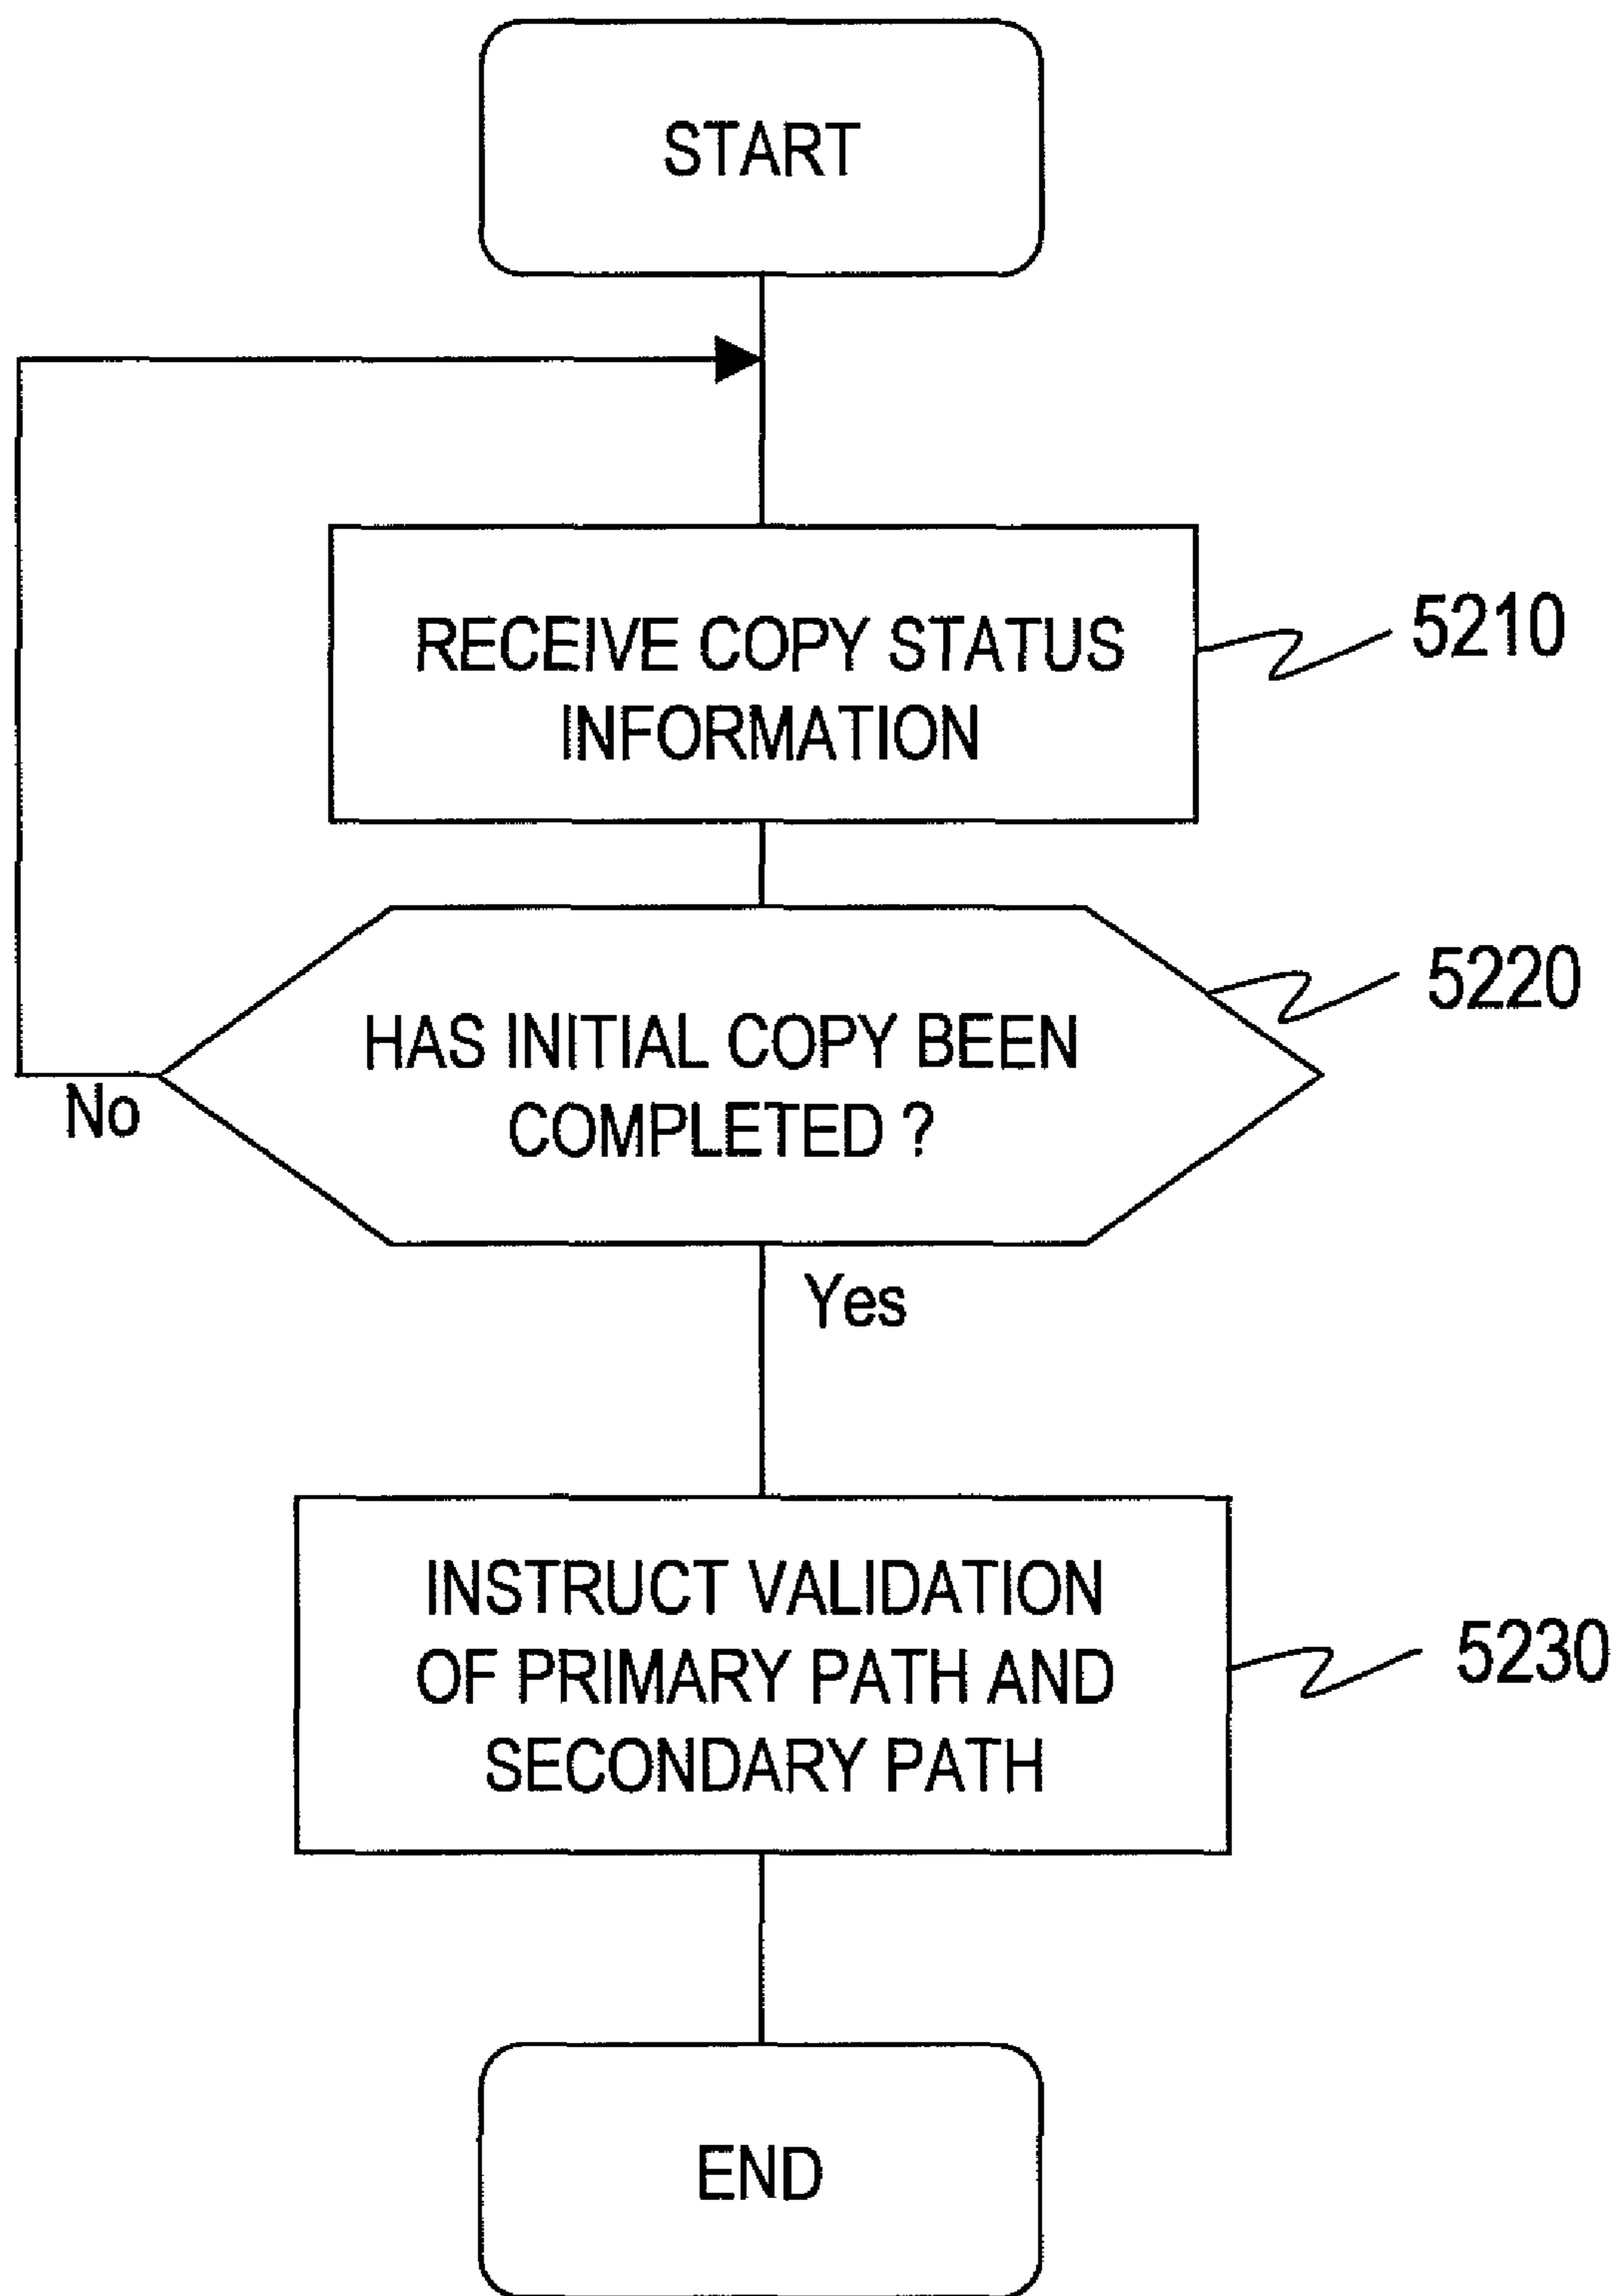 START
RECEIVE COPY STATUS
INFORMATION
5210
HAS INITIAL COPY BEEN
COMPLETED ?
5220
No
Yes
INSTRUCT VALIDATION
OF PRIMARY PATH AND
SECONDARY PATH
5230
END